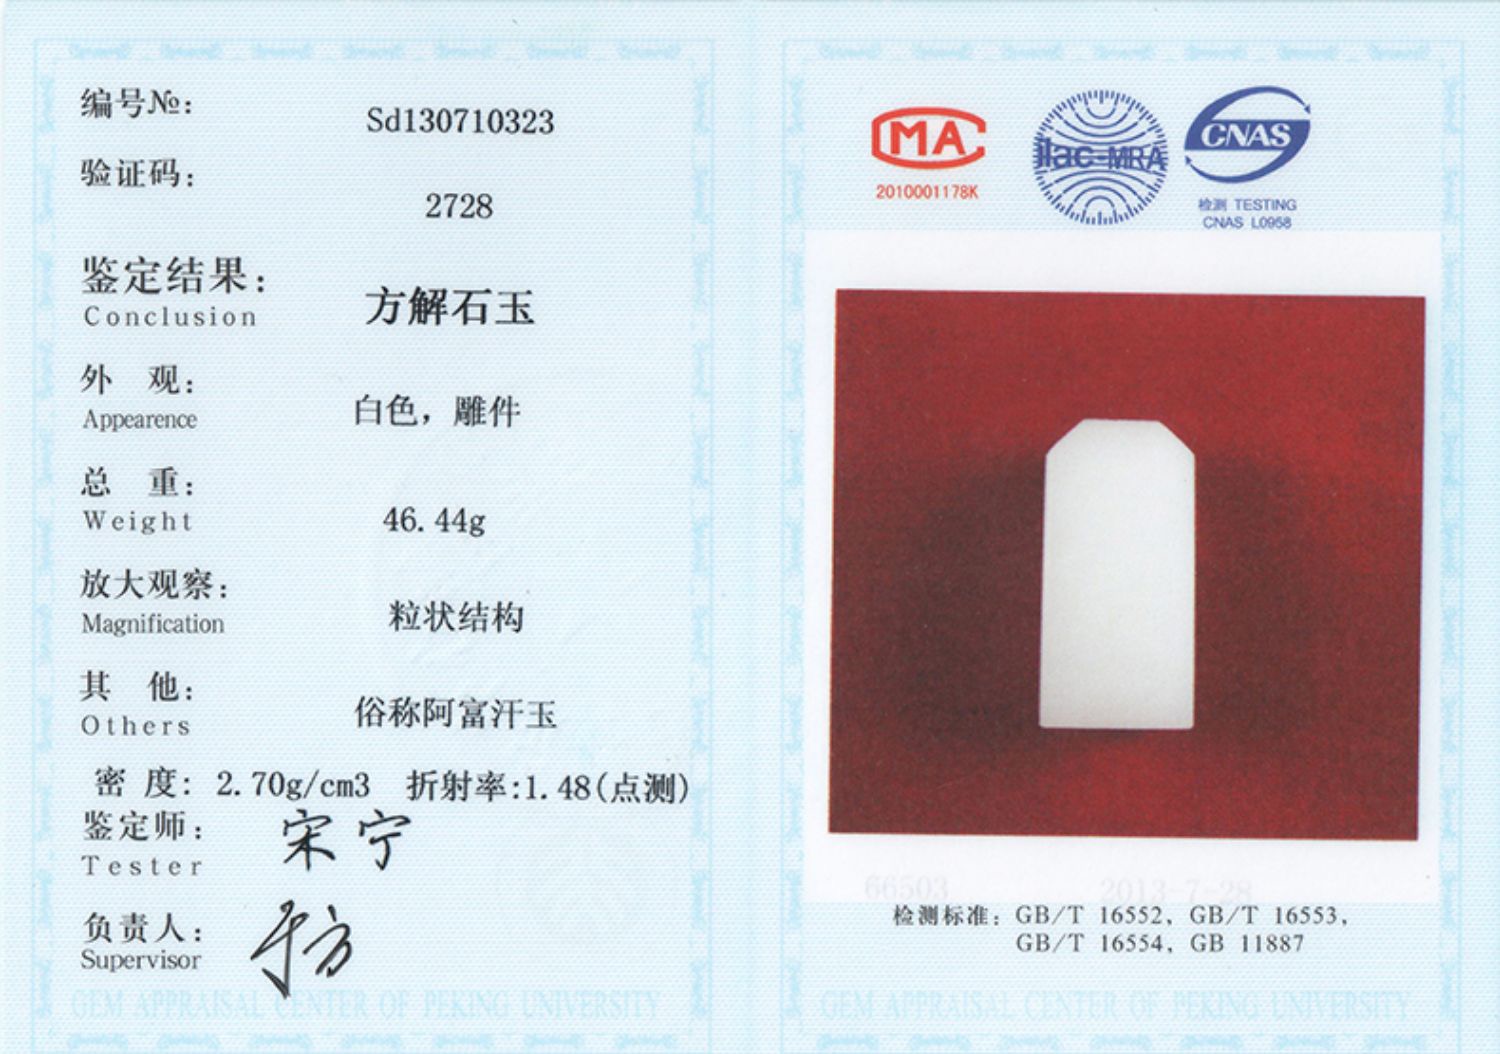 编号№:
Sd130710323
验证码:
2728
鉴定结果:
方解石玉
Conclusion
外 观:
白色，雕件
Appearence
总 重:
46.44g
Weight
放大观察:
粒状结构
Magnification
其 他:
俗称阿富汗玉
Others
密 度: 2.70g/cm3 折射率:1.48(点测)
鉴定师:
宋宁
Tester
负责人:
Supervisor
GEM APPRAISAL CENTER OF PEKING UNIVERSITY
MA
2010001178K
ilac-MRA
CNAS
检测 TESTING
CNAS L0958
66503 2013-7-28
检测标准: GB/T 16552, GB/T 16553,
GB/T 16554, GB 11887
GEM APPRAISAL CENTER OF PEKING UNIVERSITY